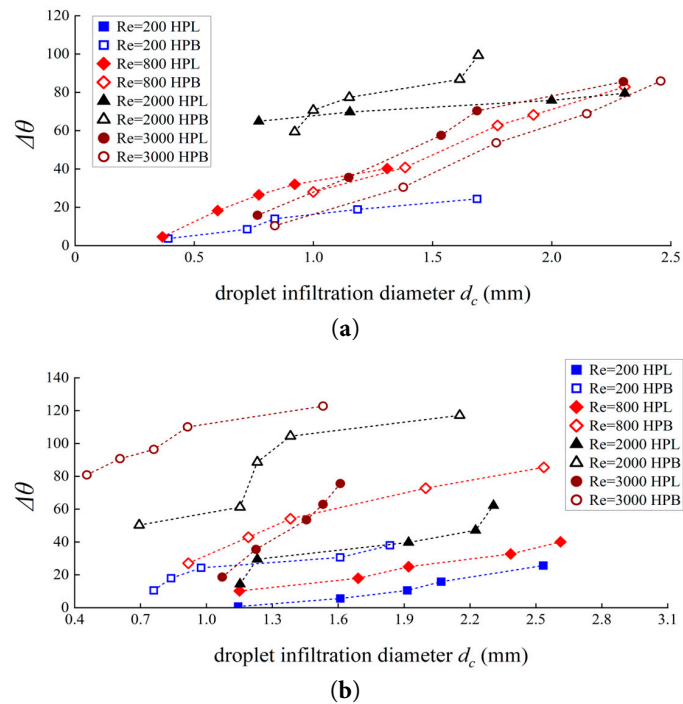 (a)
Re=200 HPL
Re=200 HPB
Re=800 HPL
Re=800 HPB
Re=2000 HPL
Re=2000 HPB
Re=3000 HPL
Re=3000 HPB
Δθ
120
100
80
60
40
20
0
0 0.5 1.0 1.5 2.0 2.5
droplet infiltration diameter d_c (mm)
(a)
Re=200 HPL
Re=200 HPB
Re=800 HPL
Re=800 HPB
Re=2000 HPL
Re=2000 HPB
Re=3000 HPL
Re=3000 HPB
Δθ
140
120
100
80
60
40
20
0
0.4 0.7 1.0 1.3 1.6 1.9 2.2 2.5 2.8 3.1
droplet infiltration diameter d_c (mm)
(b)